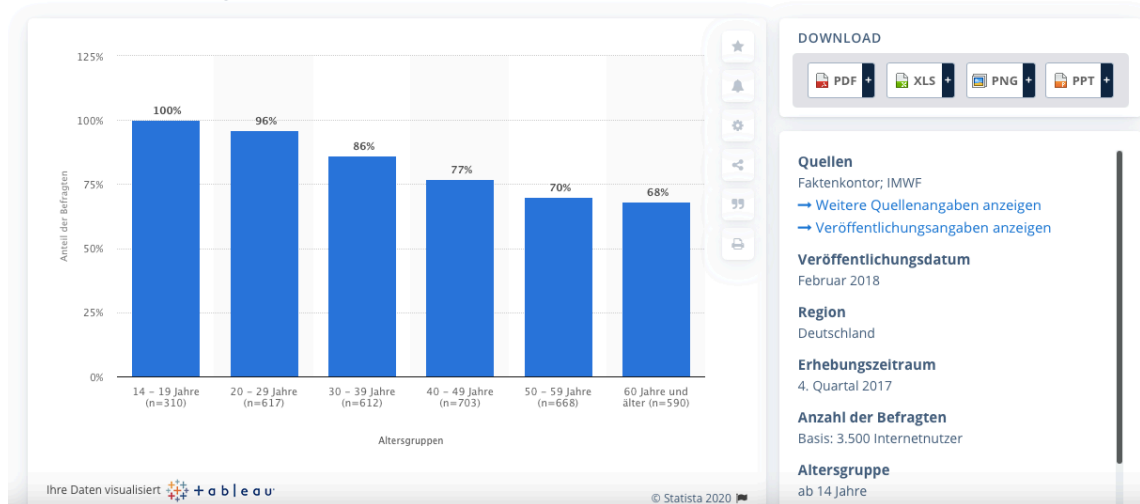 125%
100%
75%
50%
25%
0%
Anteil der Befragten
100%
96%
86%
77%
70%
68%
14 – 19 Jahre
(n=310)
20 – 29 Jahre
(n=617)
30 – 39 Jahre
(n=612)
40 – 49 Jahre
(n=703)
50 – 59 Jahre
(n=668)
60 Jahre und
älter (n=590)
Altersgruppen
Ihre Daten visualisiert + a b | e a u
© Statista 2020
DOWNLOAD
PDF +
XLS +
PNG +
PPT +
Quellen
Faktenkontor; IMWF
→ Weitere Quellenangaben anzeigen
→ Veröffentlichungsangaben anzeigen
Veröffentlichungsdatum
Februar 2018
Region
Deutschland
Erhebungszeitraum
4. Quartal 2017
Anzahl der Befragten
Basis: 3.500 Internetnutzer
Altersgruppe
ab 14 Jahre